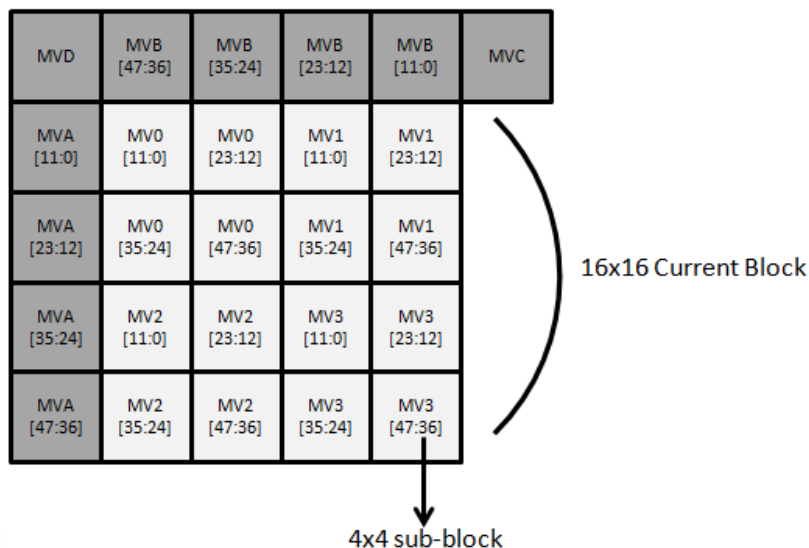 MVD
MVB
[47:36]
MVB
[35:24]
MVB
[23:12]
MVB
[11:0]
MVC
MVA
[11:0]
MV0
[11:0]
MV0
[23:12]
MV1
[11:0]
MV1
[23:12]
MVA
[23:12]
MV0
[35:24]
MV0
[47:36]
MV1
[35:24]
MV1
[47:36]
16x16 Current Block
MVA
[35:24]
MV2
[11:0]
MV2
[23:12]
MV3
[11:0]
MV3
[23:12]
MVA
[47:36]
MV2
[35:24]
MV2
[47:36]
MV3
[35:24]
MV3
[47:36]
4x4 sub-block